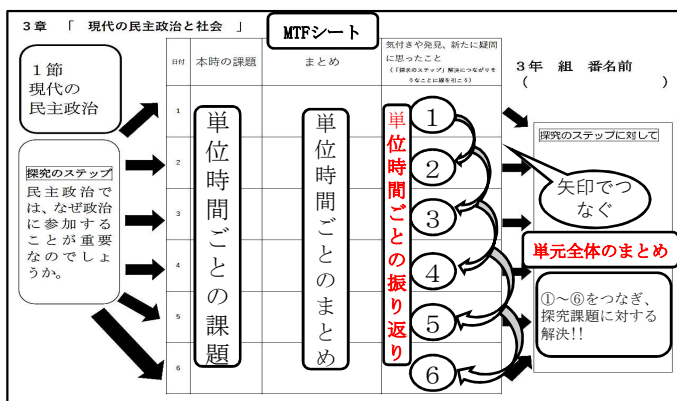 3章 「 現代の民主政治と社会 」
MTFシート
1節
現代の
民主政治
探究のステップ
民主政治で
は、なぜ政治
に参加する
ことが重要
なのでしょ
うか。
日付
本時の課題
まとめ
気付きや発見、新たに疑問
に思ったこと
(「探究のステップ」解決につながりそ
うなことに線を引こう)
1
2
3
4
5
6
単位時間ごとの課題
単位時間ごとのまとめ
単位時間ごとの振り返り
①
②
③
④
⑤
⑥
3年 組 番名前
( )
探究のステップに対して
矢印でつ
なぐ
単元全体のまとめ
①～⑥をつなぎ、
探究課題に対する
解決!!